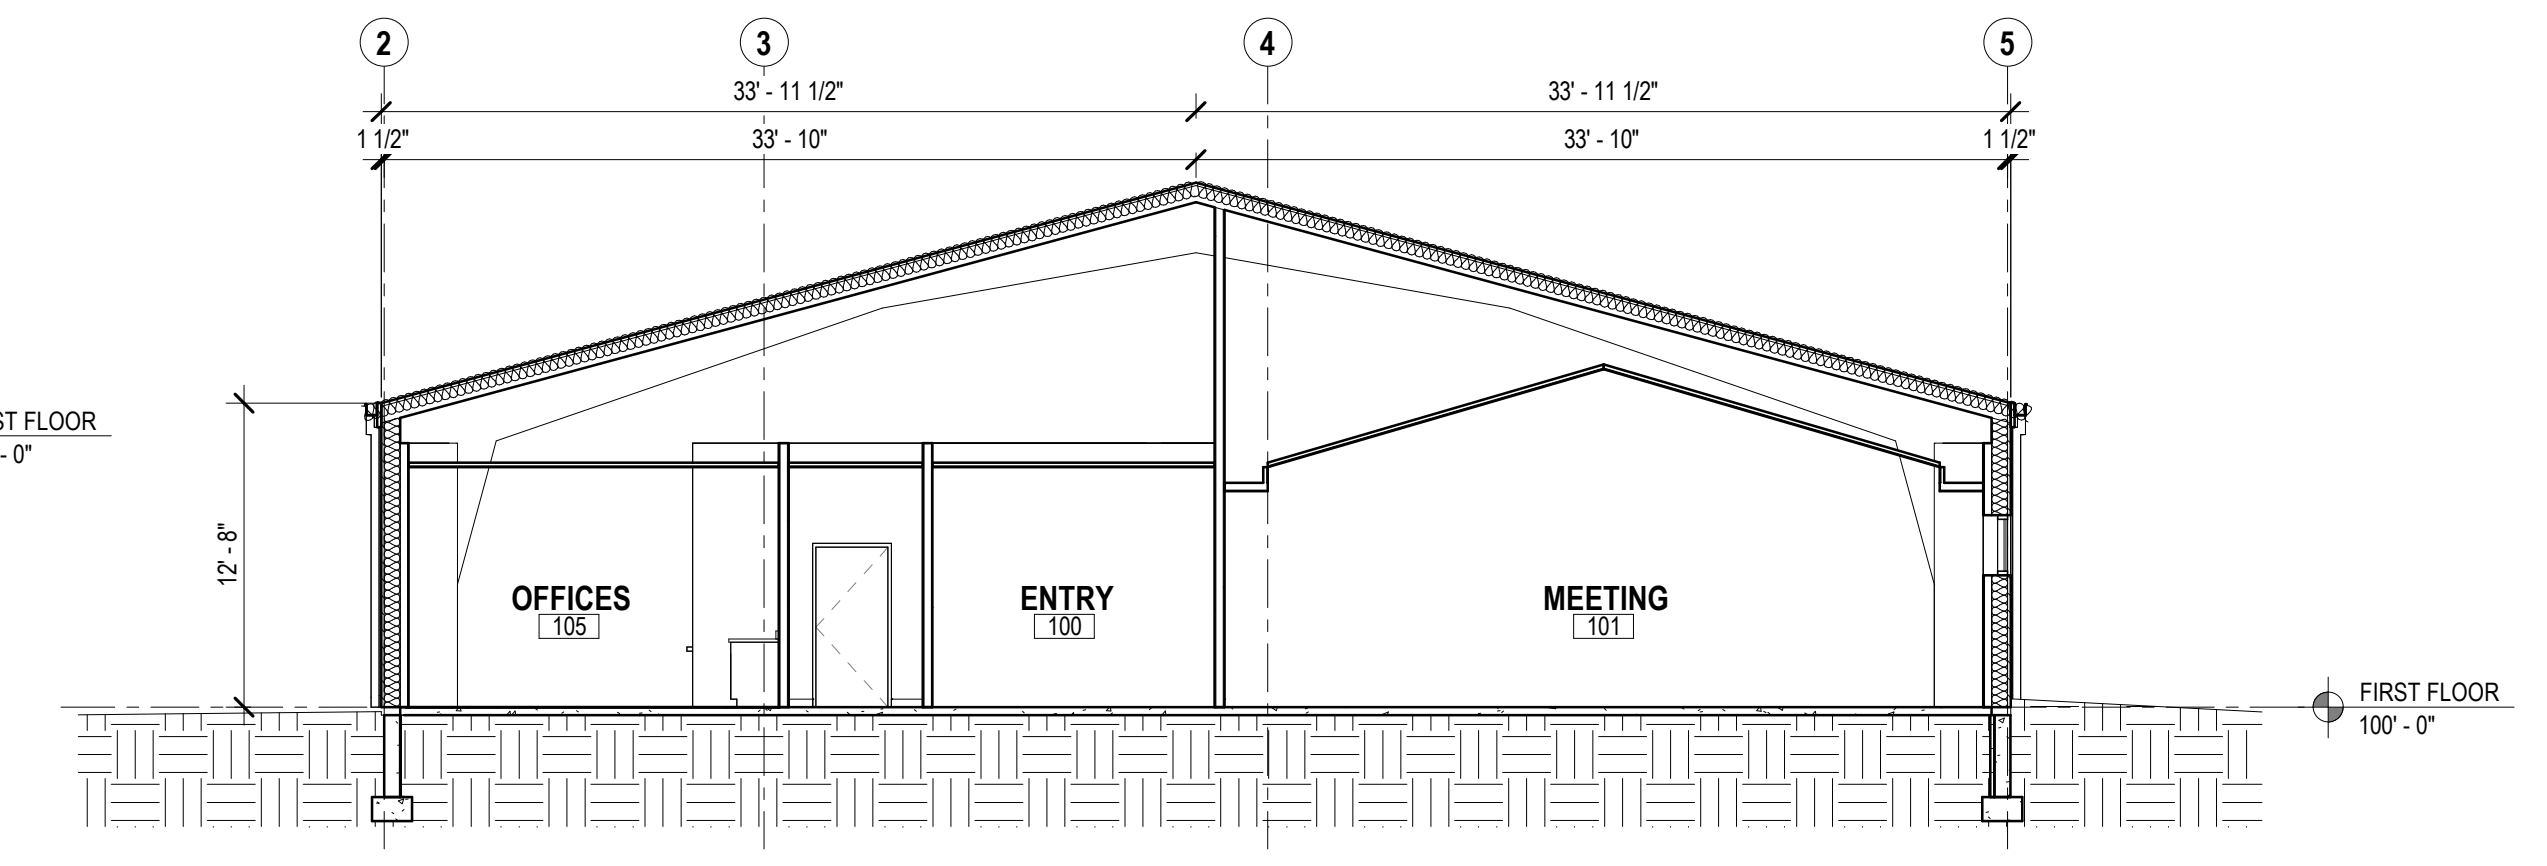 2
3
4
5
33' - 11 1/2"
33' - 11 1/2"
1 1/2"
33' - 10"
33' - 10"
1 1/2"
FLOOR
- 0"
12' - 8"
OFFICES
105
ENTRY
100
MEETING
101
FIRST FLOOR
100' - 0"